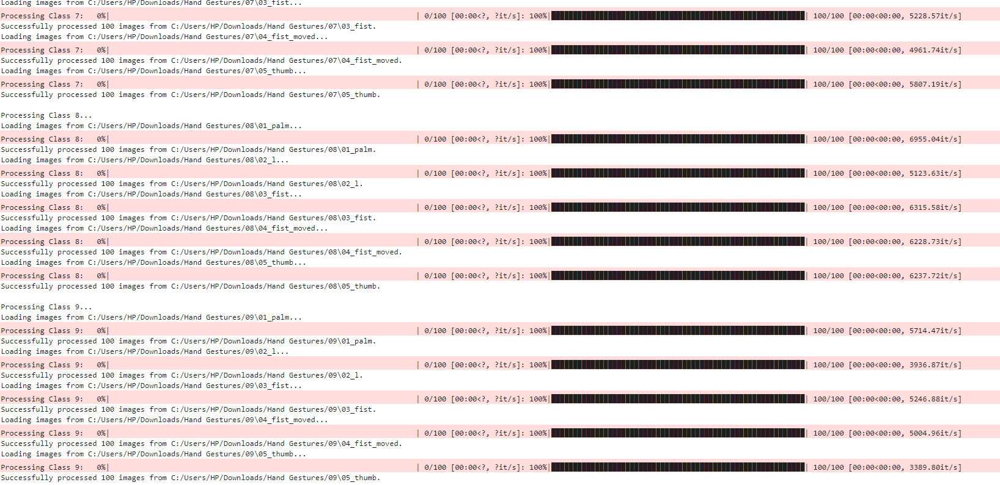 Loading images from C:/Users/HP/Downloads/Hand Gestures/07\03_fist...
Processing Class 7:   0%| | 0/100 [00:00<?, ?it/s]: 100%|██████████| 100/100 [00:00<00:00, 5228.57it/s]
Successfully processed 100 images from C:/Users/HP/Downloads/Hand Gestures/07\03_fist.
Loading images from C:/Users/HP/Downloads/Hand Gestures/07\04_fist_moved...
Processing Class 7:   0%| | 0/100 [00:00<?, ?it/s]: 100%|██████████| 100/100 [00:00<00:00, 4961.74it/s]
Successfully processed 100 images from C:/Users/HP/Downloads/Hand Gestures/07\04_fist_moved.
Loading images from C:/Users/HP/Downloads/Hand Gestures/07\05_thumb...
Processing Class 7:   0%| | 0/100 [00:00<?, ?it/s]: 100%|██████████| 100/100 [00:00<00:00, 5807.19it/s]
Successfully processed 100 images from C:/Users/HP/Downloads/Hand Gestures/07\05_thumb.
Processing Class 8...
Loading images from C:/Users/HP/Downloads/Hand Gestures/08\01_palm...
Processing Class 8:   0%| | 0/100 [00:00<?, ?it/s]: 100%|██████████| 100/100 [00:00<00:00, 6955.04it/s]
Successfully processed 100 images from C:/Users/HP/Downloads/Hand Gestures/08\01_palm.
Loading images from C:/Users/HP/Downloads/Hand Gestures/08\02_l...
Processing Class 8:   0%| | 0/100 [00:00<?, ?it/s]: 100%|██████████| 100/100 [00:00<00:00, 5123.63it/s]
Successfully processed 100 images from C:/Users/HP/Downloads/Hand Gestures/08\02_l.
Loading images from C:/Users/HP/Downloads/Hand Gestures/08\03_fist...
Processing Class 8:   0%| | 0/100 [00:00<?, ?it/s]: 100%|██████████| 100/100 [00:00<00:00, 6315.58it/s]
Successfully processed 100 images from C:/Users/HP/Downloads/Hand Gestures/08\03_fist.
Loading images from C:/Users/HP/Downloads/Hand Gestures/08\04_fist_moved...
Processing Class 8:   0%| | 0/100 [00:00<?, ?it/s]: 100%|██████████| 100/100 [00:00<00:00, 6228.73it/s]
Successfully processed 100 images from C:/Users/HP/Downloads/Hand Gestures/08\04_fist_moved.
Loading images from C:/Users/HP/Downloads/Hand Gestures/08\05_thumb...
Processing Class 8:   0%| | 0/100 [00:00<?, ?it/s]: 100%|██████████| 100/100 [00:00<00:00, 6237.72it/s]
Successfully processed 100 images from C:/Users/HP/Downloads/Hand Gestures/08\05_thumb.
Processing Class 9...
Loading images from C:/Users/HP/Downloads/Hand Gestures/09\01_palm...
Processing Class 9:   0%| | 0/100 [00:00<?, ?it/s]: 100%|██████████| 100/100 [00:00<00:00, 5714.47it/s]
Successfully processed 100 images from C:/Users/HP/Downloads/Hand Gestures/09\01_palm.
Loading images from C:/Users/HP/Downloads/Hand Gestures/09\02_l...
Processing Class 9:   0%| | 0/100 [00:00<?, ?it/s]: 100%|██████████| 100/100 [00:00<00:00, 3936.87it/s]
Successfully processed 100 images from C:/Users/HP/Downloads/Hand Gestures/09\02_l.
Loading images from C:/Users/HP/Downloads/Hand Gestures/09\03_fist...
Processing Class 9:   0%| | 0/100 [00:00<?, ?it/s]: 100%|██████████| 100/100 [00:00<00:00, 5246.88it/s]
Successfully processed 100 images from C:/Users/HP/Downloads/Hand Gestures/09\03_fist.
Loading images from C:/Users/HP/Downloads/Hand Gestures/09\04_fist_moved...
Processing Class 9:   0%| | 0/100 [00:00<?, ?it/s]: 100%|██████████| 100/100 [00:00<00:00, 5004.96it/s]
Successfully processed 100 images from C:/Users/HP/Downloads/Hand Gestures/09\04_fist_moved.
Loading images from C:/Users/HP/Downloads/Hand Gestures/09\05_thumb...
Processing Class 9:   0%| | 0/100 [00:00<?, ?it/s]: 100%|██████████| 100/100 [00:00<00:00, 3389.80it/s]
Successfully processed 100 images from C:/Users/HP/Downloads/Hand Gestures/09\05_thumb.